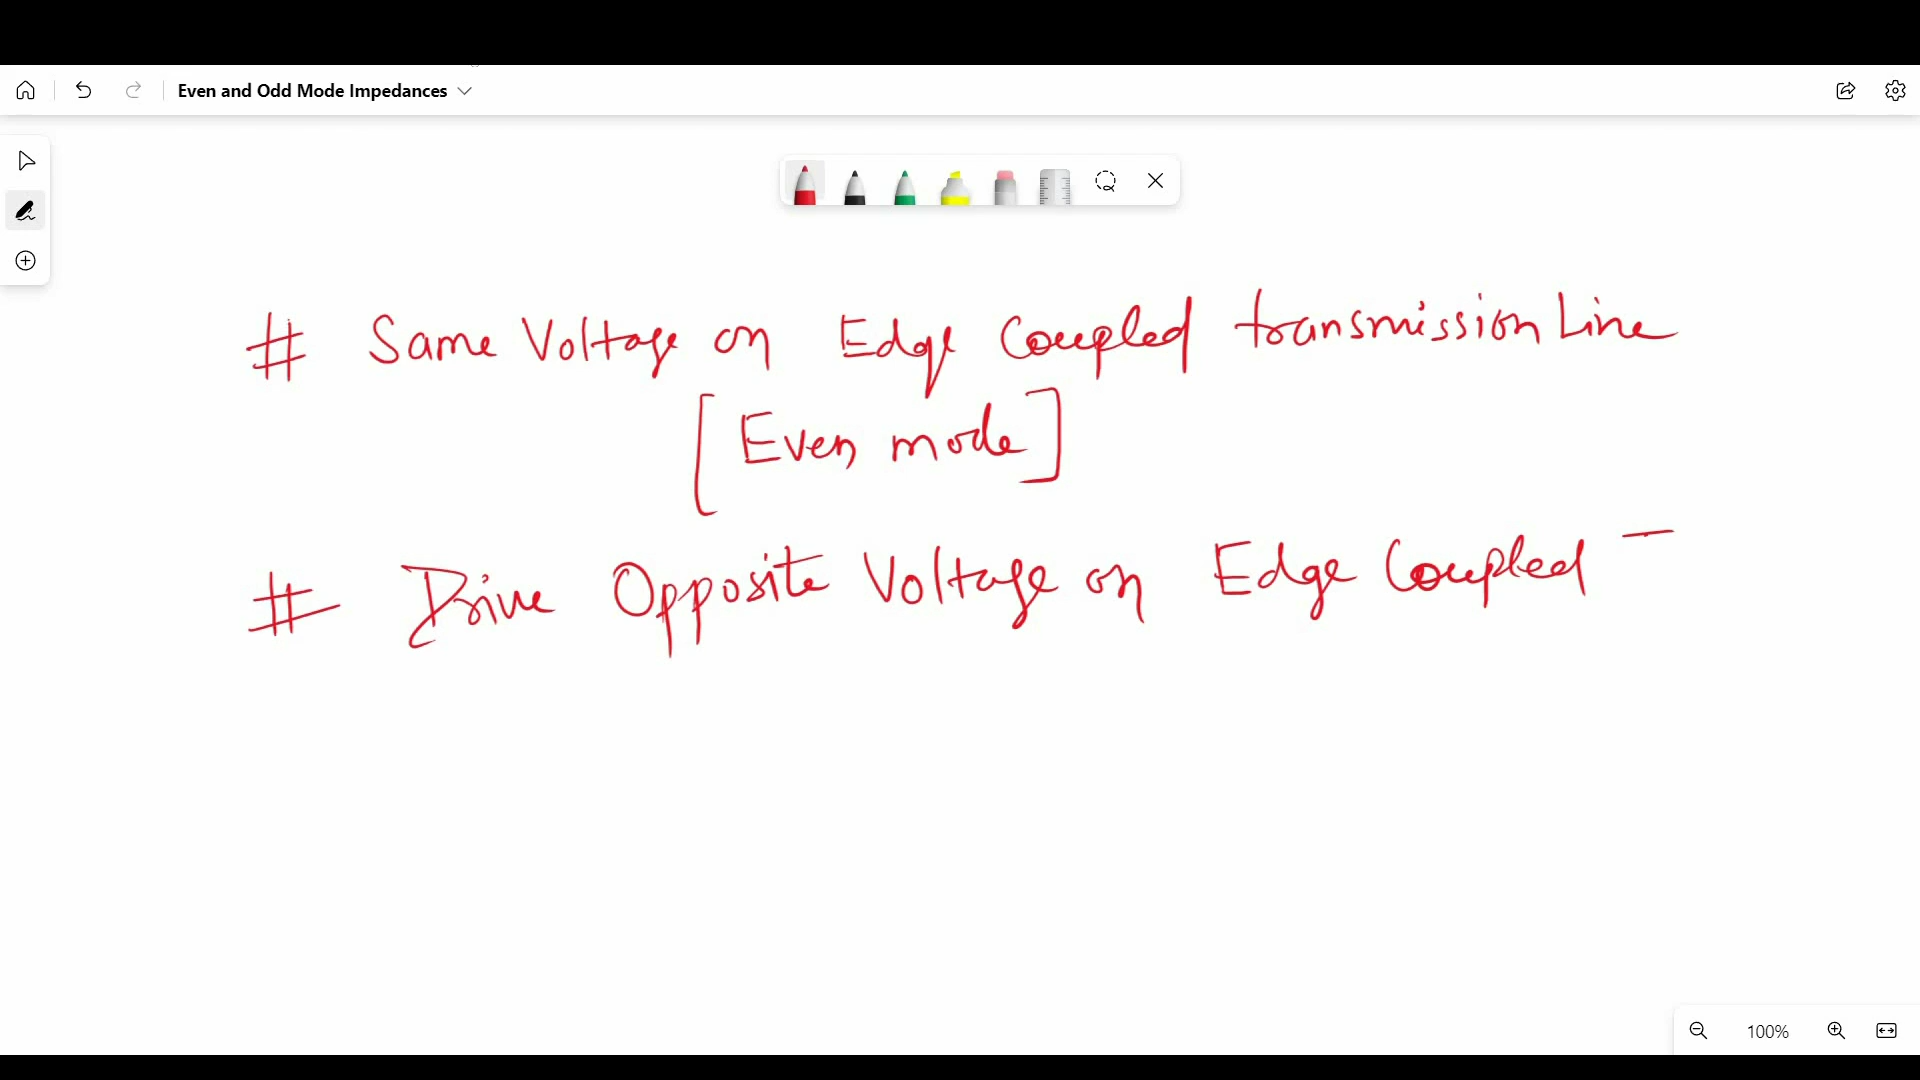 Even and Odd Mode Impedances
# Same Voltage on Edge Coupled transmission Line
[Even mode]
# Drive Opposite Voltage on Edge Coupled
100%